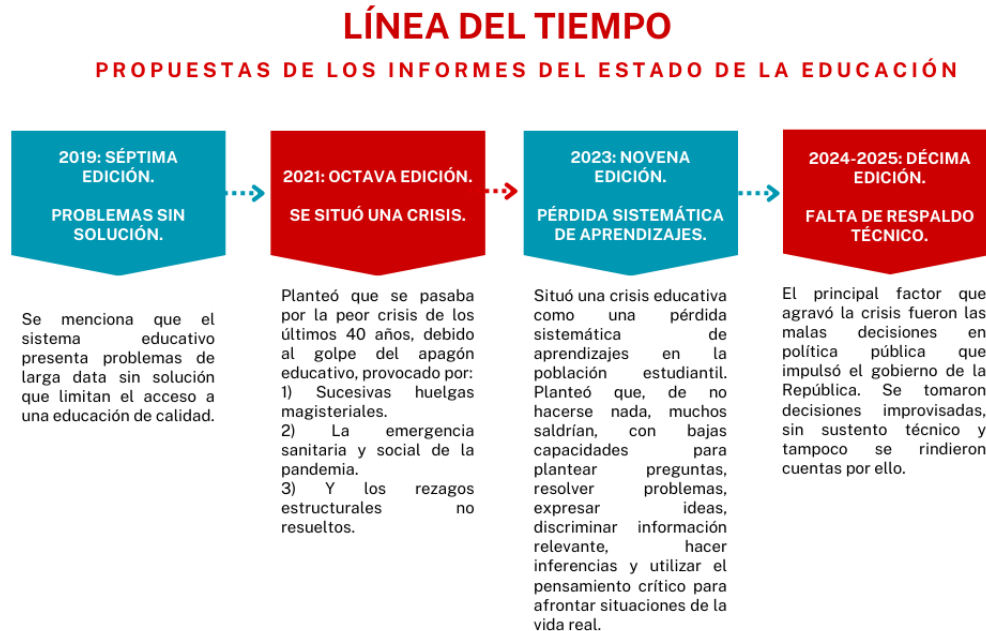 LÍNEA DEL TIEMPO
PROPUESTAS DE LOS INFORMES DEL ESTADO DE LA EDUCACIÓN
2019: SÉPTIMA
EDICIÓN.
PROBLEMAS SIN
SOLUCIÓN.
Se menciona que el
sistema educativo
presenta problemas de
larga data sin solución
que limitan el acceso a
una educación de calidad.
2021: OCTAVA EDICIÓN.
SE SITUÓ UNA CRISIS.
Planteó que se pasaba
por la peor crisis de los
últimos 40 años, debido
al golpe del apagón
educativo, provocado por:
1) Sucesivas huelgas
magisteriales.
2) La emergencia
sanitaria y social de la
pandemia.
3) Y los rezagos
estructurales no
resueltos.
2023: NOVENA
EDICIÓN.
PÉRDIDA SISTEMÁTICA
DE APRENDIZAJES.
Situó una crisis educativa
como una pérdida
sistemática de
aprendizajes en la
población estudiantil.
Planteó que, de no
hacerse nada, muchos
saldrían, con bajas
capacidades para
plantear preguntas,
resolver problemas,
expresar ideas,
discriminar información
relevante, hacer
inferencias y utilizar el
pensamiento crítico para
afrontar situaciones de la
vida real.
2024-2025: DÉCIMA
EDICIÓN.
FALTA DE RESPALDO
TÉCNICO.
El principal factor que
agravó la crisis fueron las
malas decisiones en
política pública que
impulsó el gobierno de la
República. Se tomaron
decisiones improvisadas,
sin sustento técnico y
tampoco se rindieron
cuentas por ello.